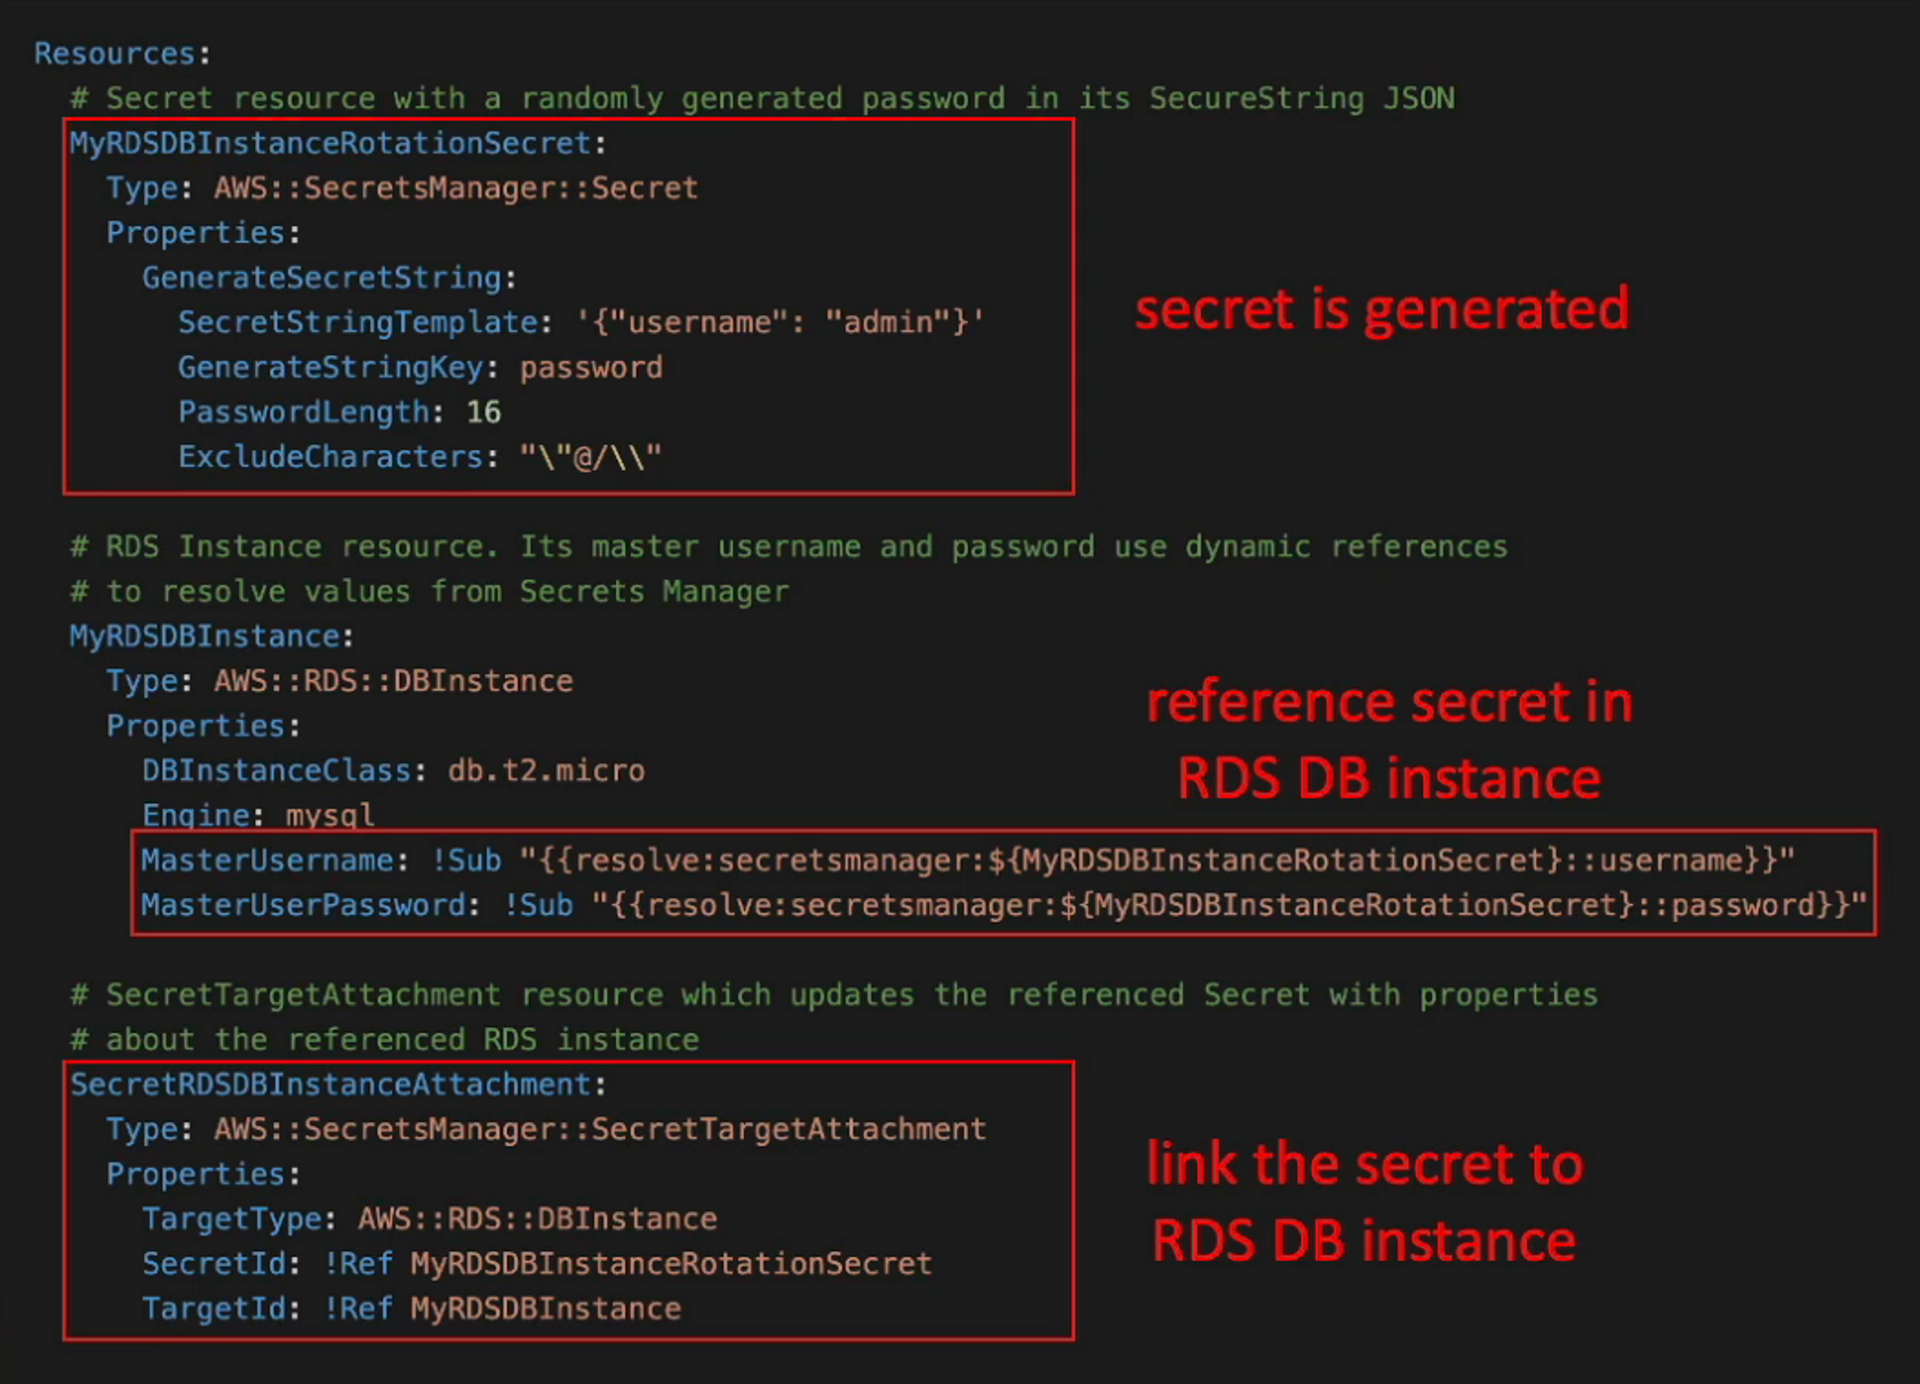 Resources:
# Secret resource with a randomly generated password in its SecureString JSON
MyRDSDBInstanceRotationSecret:
Type: AWS::SecretsManager::Secret
Properties:
GenerateSecretString:
SecretStringTemplate: '{"username": "admin"}'
GenerateStringKey: password
PasswordLength: 16
ExcludeCharacters: "\"@/\\"
secret is generated
# RDS Instance resource. Its master username and password use dynamic references
# to resolve values from Secrets Manager
MyRDSDBInstance:
Type: AWS::RDS::DBInstance
Properties:
DBInstanceClass: db.t2.micro
Engine: mysql
MasterUsername: !Sub "{{resolve:secretsmanager:${MyRDSDBInstanceRotationSecret}::username}}"
MasterUserPassword: !Sub "{{resolve:secretsmanager:${MyRDSDBInstanceRotationSecret}::password}}"
reference secret in
RDS DB instance
# SecretTargetAttachment resource which updates the referenced Secret with properties
# about the referenced RDS instance
SecretRDSDBInstanceAttachment:
Type: AWS::SecretsManager::SecretTargetAttachment
Properties:
TargetType: AWS::RDS::DBInstance
SecretId: !Ref MyRDSDBInstanceRotationSecret
TargetId: !Ref MyRDSDBInstance
link the secret to
RDS DB instance